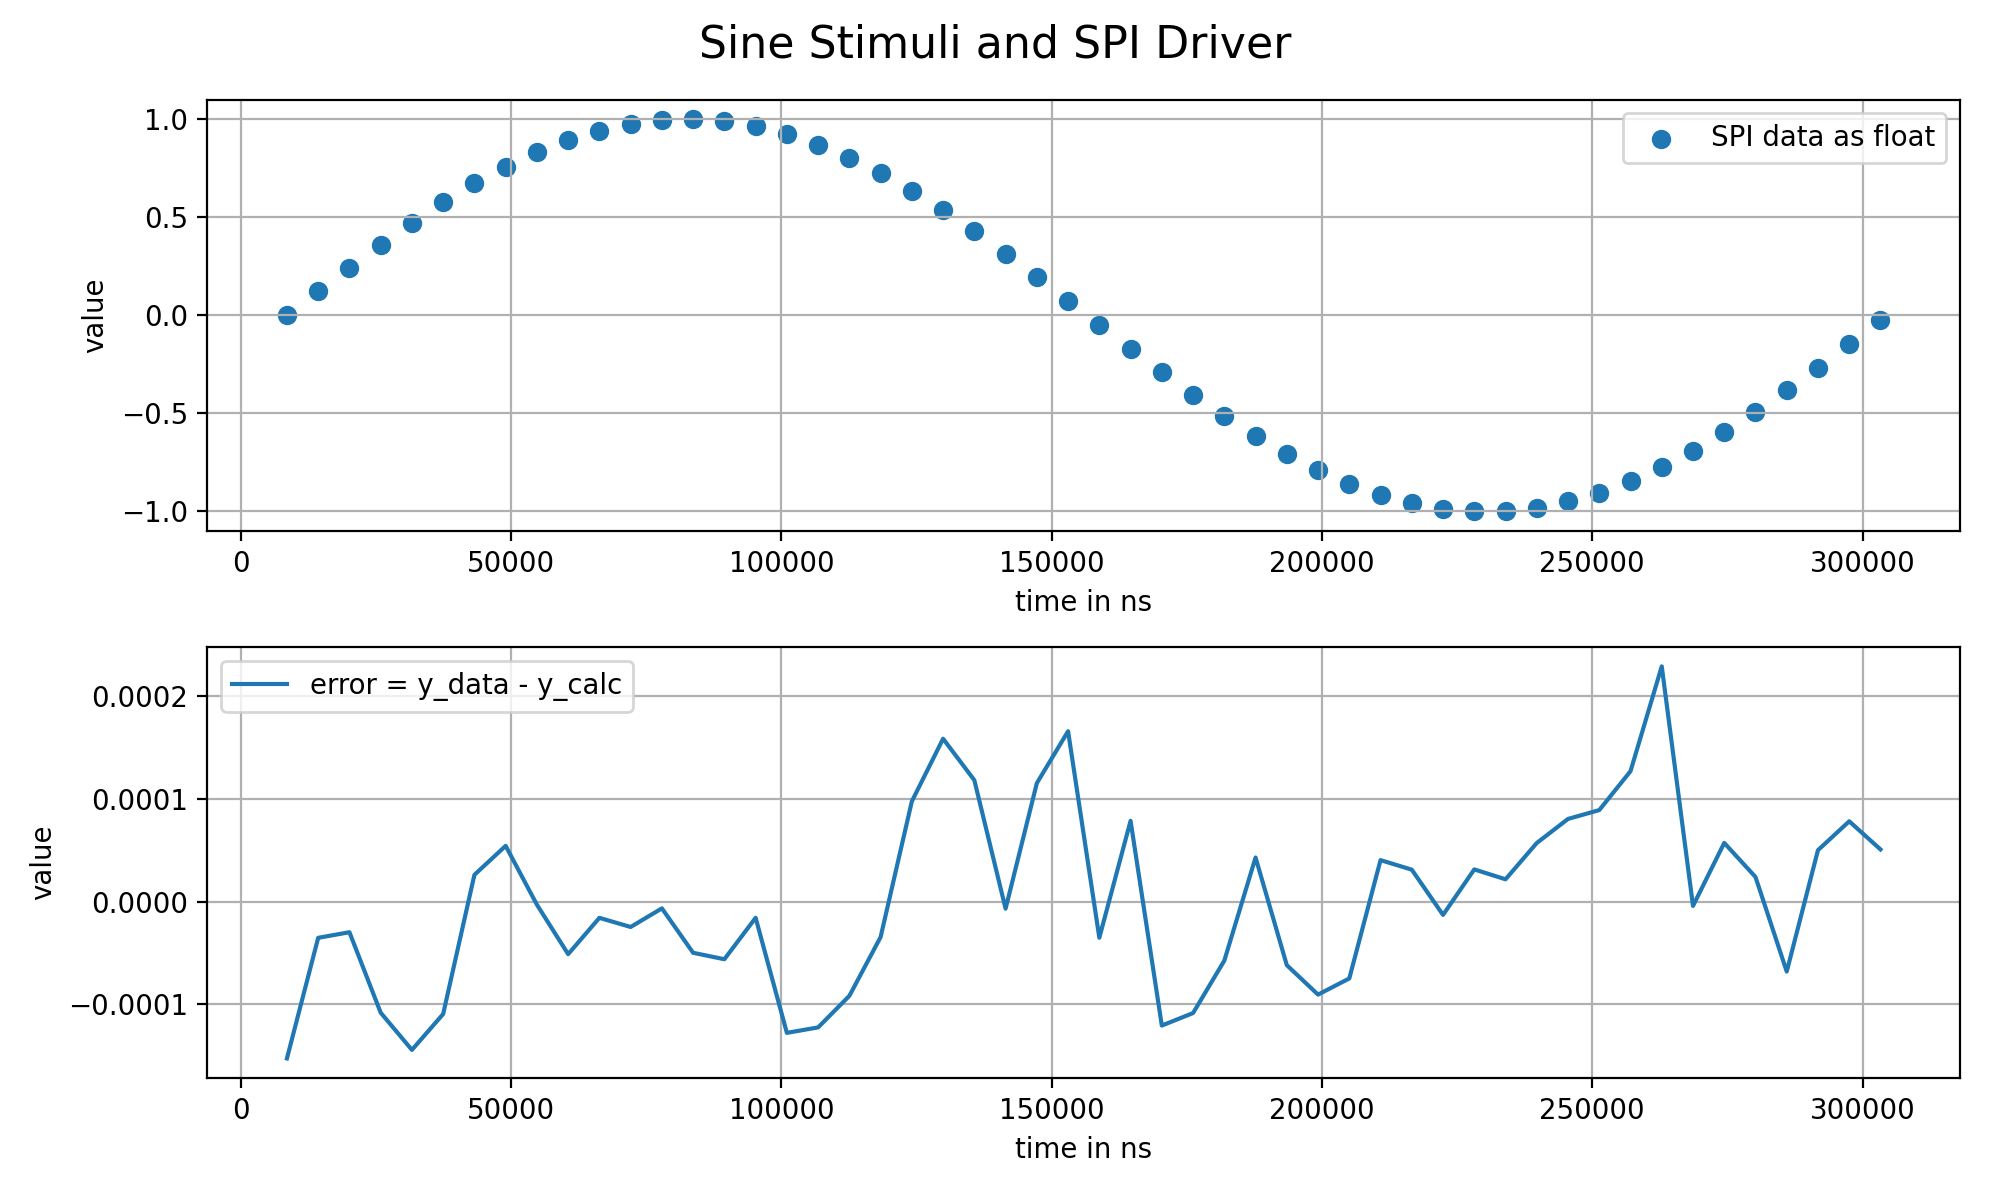 Sine Stimuli and SPI Driver
1.0
0.5
0.0
−0.5
−1.0
value
SPI data as float
0 50000 100000 150000 200000 250000 300000
time in ns
0.0002
0.0001
0.0000
−0.0001
value
error = y_data - y_calc
0 50000 100000 150000 200000 250000 300000
time in ns